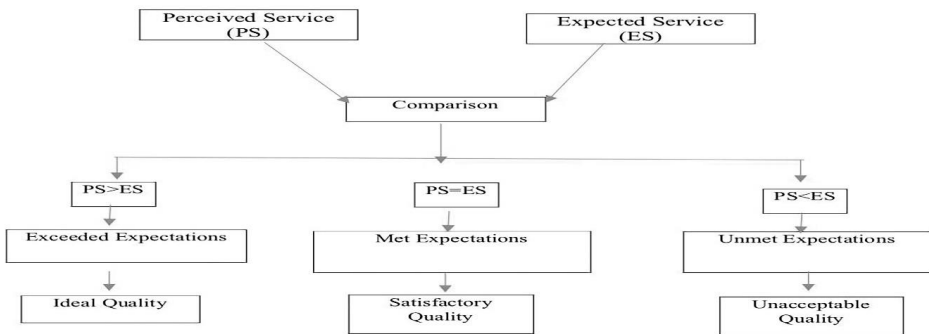 Perceived Service
(PS)
Expected Service
(ES)
Comparison
PS>ES
PS=ES
PS<ES
Exceeded Expectations
Met Expectations
Unmet Expectations
Ideal Quality
Satisfactory
Quality
Unacceptable
Quality